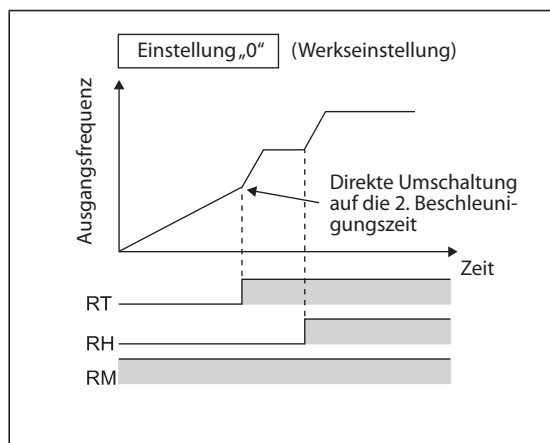 Einstellung „0“ (Werkseinstellung)
Ausgangsfrequenz
Direkte Umschaltung
auf die 2. Beschleuni-
gungszeit
Zeit
RT
RH
RM